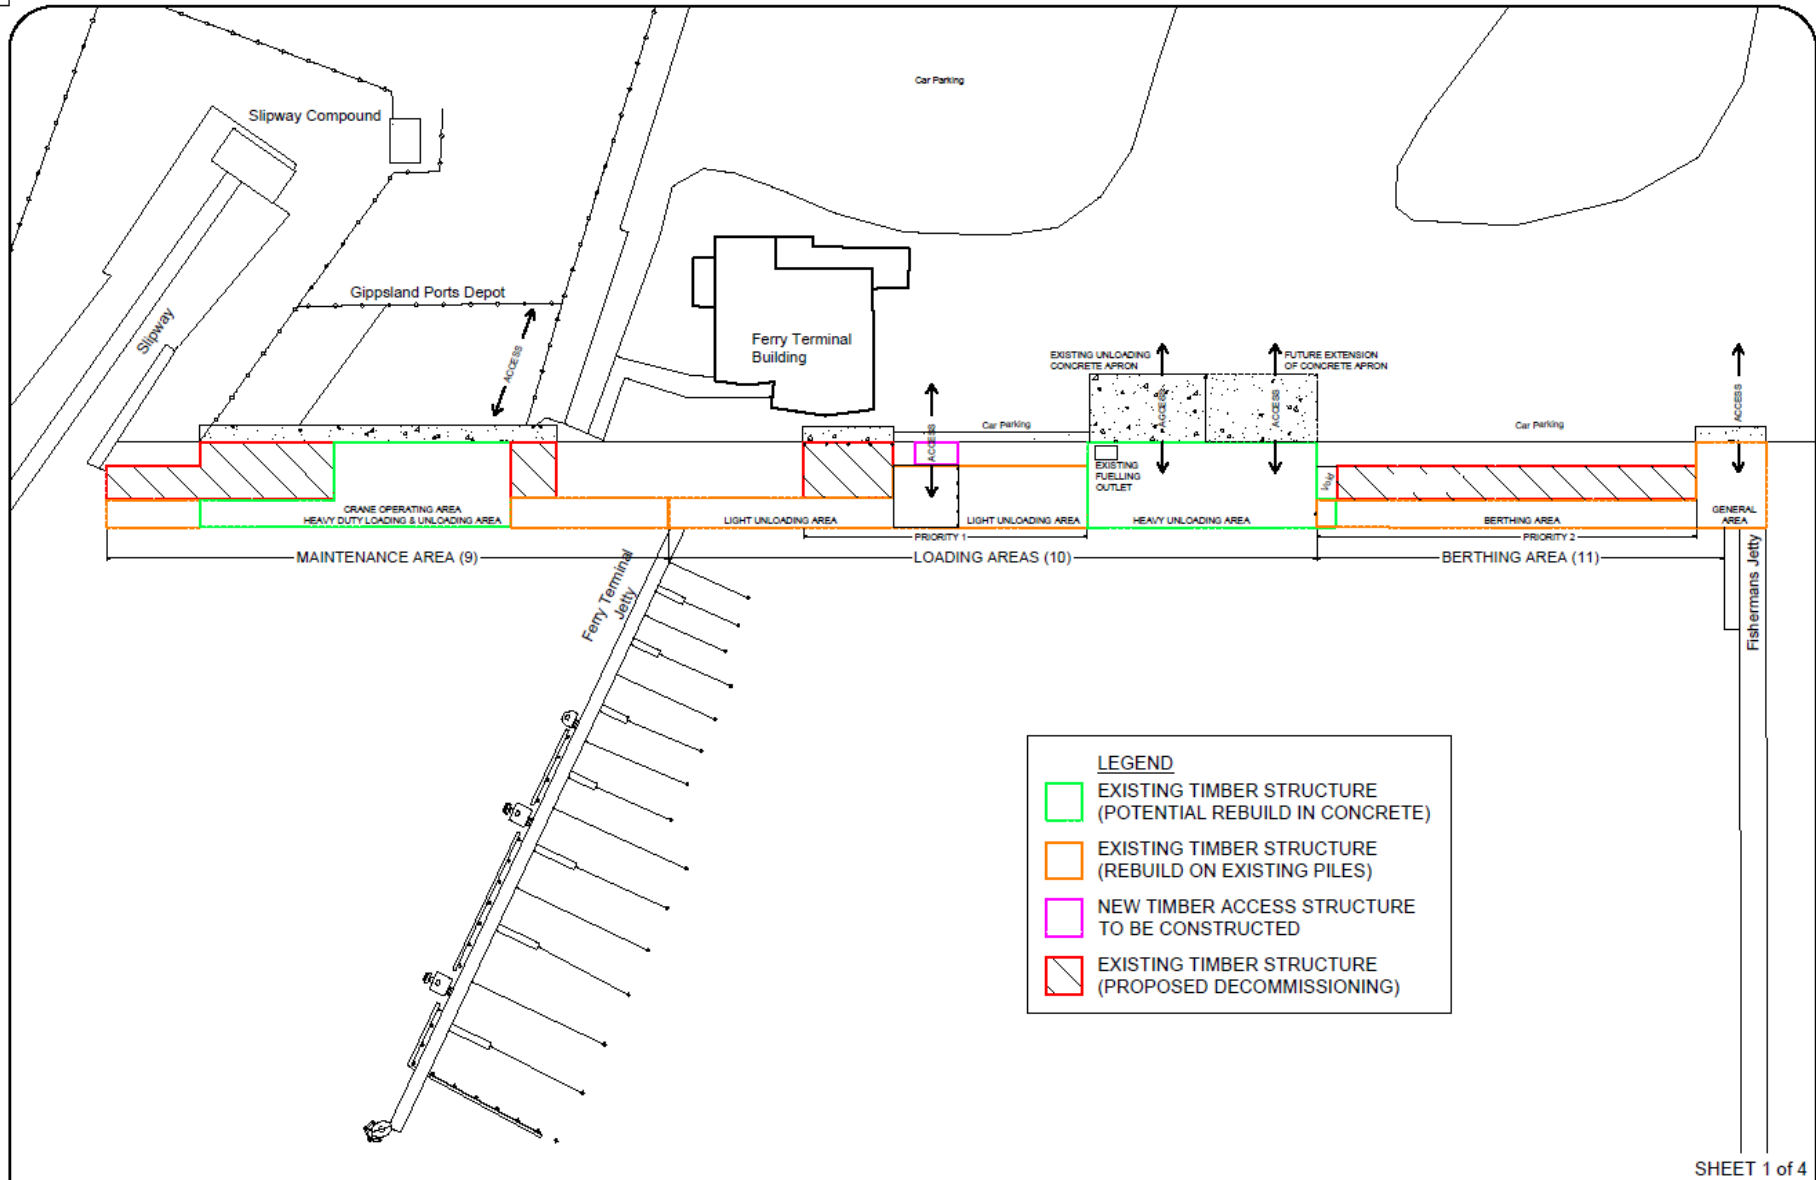 Car Parking
Slipway Compound
Gippsland Ports Depot
Slipway
ACCESS
Ferry Terminal
Building
EXISTING UNLOADING
CONCRETE APRON
FUTURE EXTENSION
OF CONCRETE APRON
ACCESS
ACCESS
ACCESS
ACCESS
Car Parking
Car Parking
EXISTING
FUELLING
OUTLET
Void
CRANE OPERATING AREA
HEAVY DUTY LOADING & UNLOADING AREA
LIGHT UNLOADING AREA
LIGHT UNLOADING AREA
HEAVY UNLOADING AREA
BERTHING AREA
GENERAL
AREA
PRIORITY 1
PRIORITY 2
MAINTENANCE AREA (9)
LOADING AREAS (10)
BERTHING AREA (11)
Ferry Terminal
Jetty
Fishermans Jetty
LEGEND
EXISTING TIMBER STRUCTURE
(POTENTIAL REBUILD IN CONCRETE)
EXISTING TIMBER STRUCTURE
(REBUILD ON EXISTING PILES)
NEW TIMBER ACCESS STRUCTURE
TO BE CONSTRUCTED
EXISTING TIMBER STRUCTURE
(PROPOSED DECOMMISSIONING)
SHEET 1 of 4